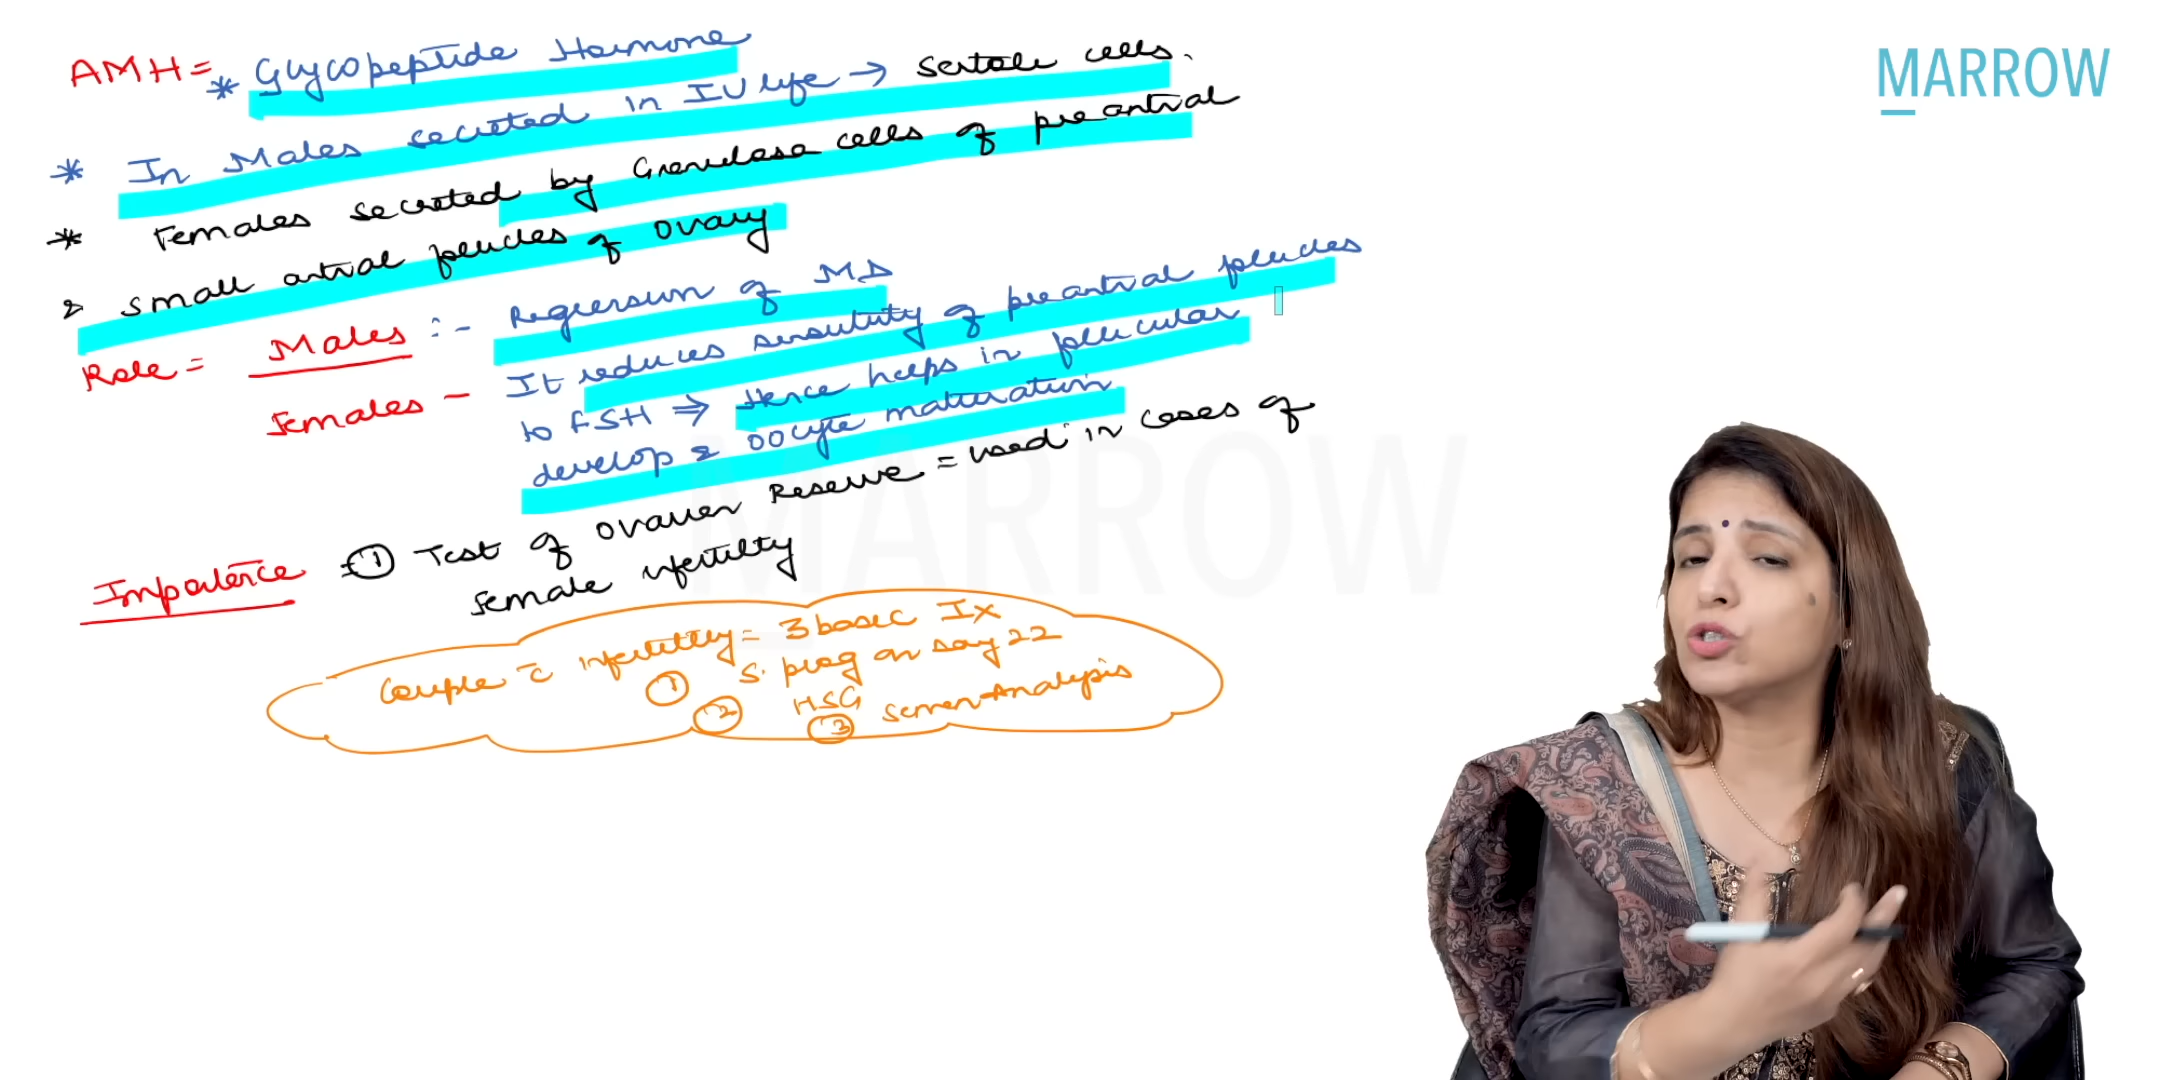 AMH = * Glycopeptide Hormone
* In Males secreted in IU life → Sertoli cells.
* Females secreted by Granulosa cells of preantral
& small antral follicles of ovary
Role = Males :- Regression of MD
Females - It reduces sensitivity of preantral follicles
to FSH ⇒ Hence helps in follicular
develop & oocyte maturation
Importance = ① Test of ovarian Reserve = used in cases of
female infertility
Couple c̄ infertility = 3 basic Ix
① S. prog on day 22
② HSG
③ Semen Analysis
MARROW
MARROW